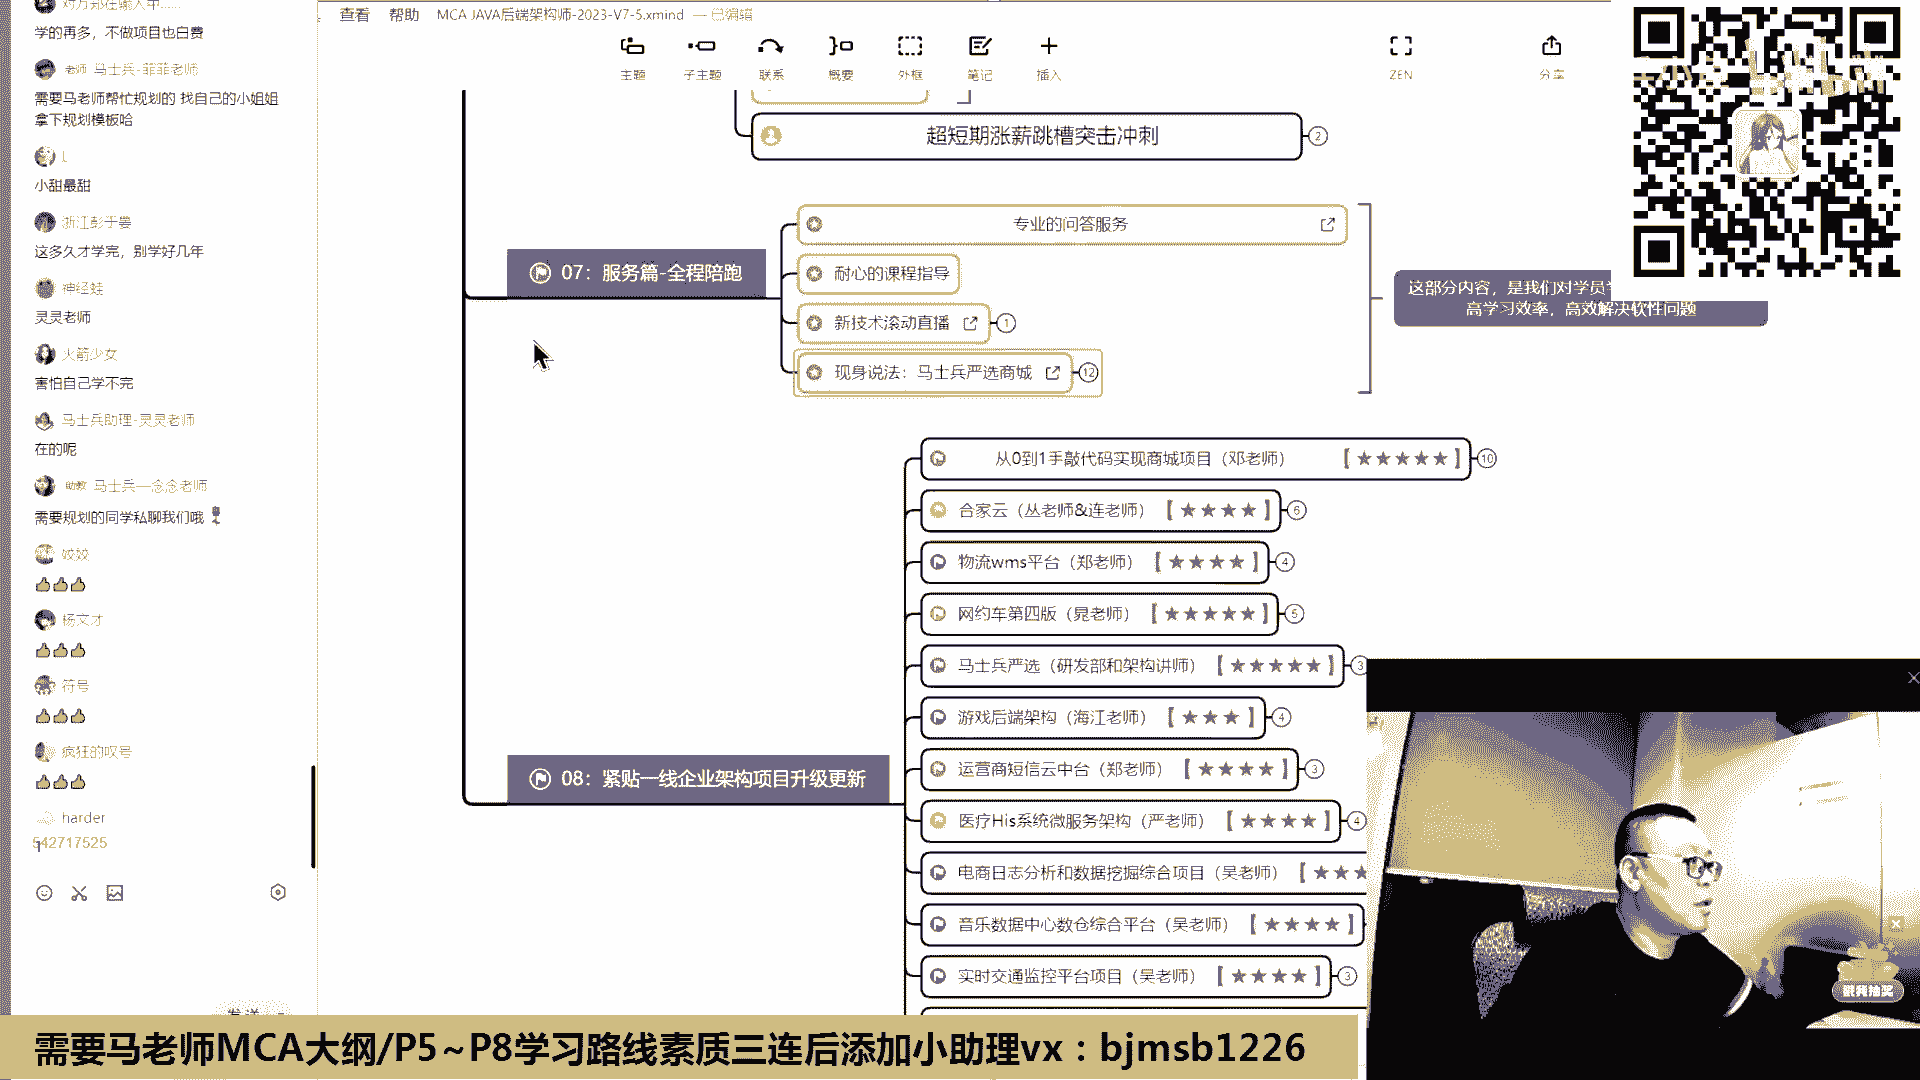 查看 帮助 MCA JAVA后端架构师-2023-V7-5.xmind — 已编辑
主题 子主题 联系 概要 外框 笔记 插入 ZEN 分享
对方正在输入中......
学的再多，不做项目也白费
老师 马士兵-菲菲老师
需要马老师帮忙规划的 找自己的小姐姐
拿下规划模板哈
L
小甜最甜
浙江彭于晏
这多久才学完，别学好几年
神经蛙
灵灵老师
火箭少女
害怕自己学不完
马士兵助理-灵灵老师
在的呢
助教 马士兵—念念老师
需要规划的同学私聊我们哦
姣姣
杨文才
符号
疯狂的叹号
harder
1
542717525
发送
超短期涨薪跳槽突击冲刺 2
07：服务篇-全程陪跑
专业的问答服务
耐心的课程指导
新技术滚动直播 1
现身说法：马士兵严选商城 12
这部分内容，是我们对学员
高学习效率，高效解决软性问题
08：紧贴一线企业架构项目升级更新
从0到1手敲代码实现商城项目（邓老师） 【★★★★★】 10
合家云（丛老师&连老师）【★★★★】 6
物流wms平台（郑老师）【★★★★】 4
网约车第四版（晁老师）【★★★★★】 5
马士兵严选（研发部和架构讲师）【★★★★★】 3
游戏后端架构（海江老师）【★★★】 4
运营商短信云中台（郑老师）【★★★★】 3
医疗His系统微服务架构（严老师）【★★★★】 4
电商日志分析和数据挖掘综合项目（吴老师）【★★★
音乐数据中心数仓综合平台（吴老师）【★★★★】
实时交通监控平台项目（吴老师）【★★★★】 3
需要马老师MCA大纲/P5~P8学习路线素质三连后添加小助理vx：bjmsb1226